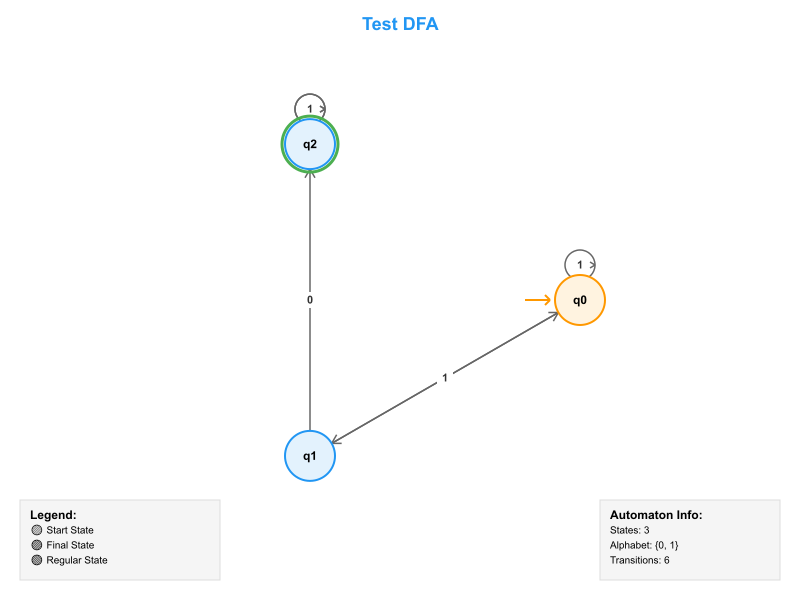 Test DFA
1
q2
1
q0
0
1
q1
Legend:
Start State
Final State
Regular State
Automaton Info:
States: 3
Alphabet: {0, 1}
Transitions: 6